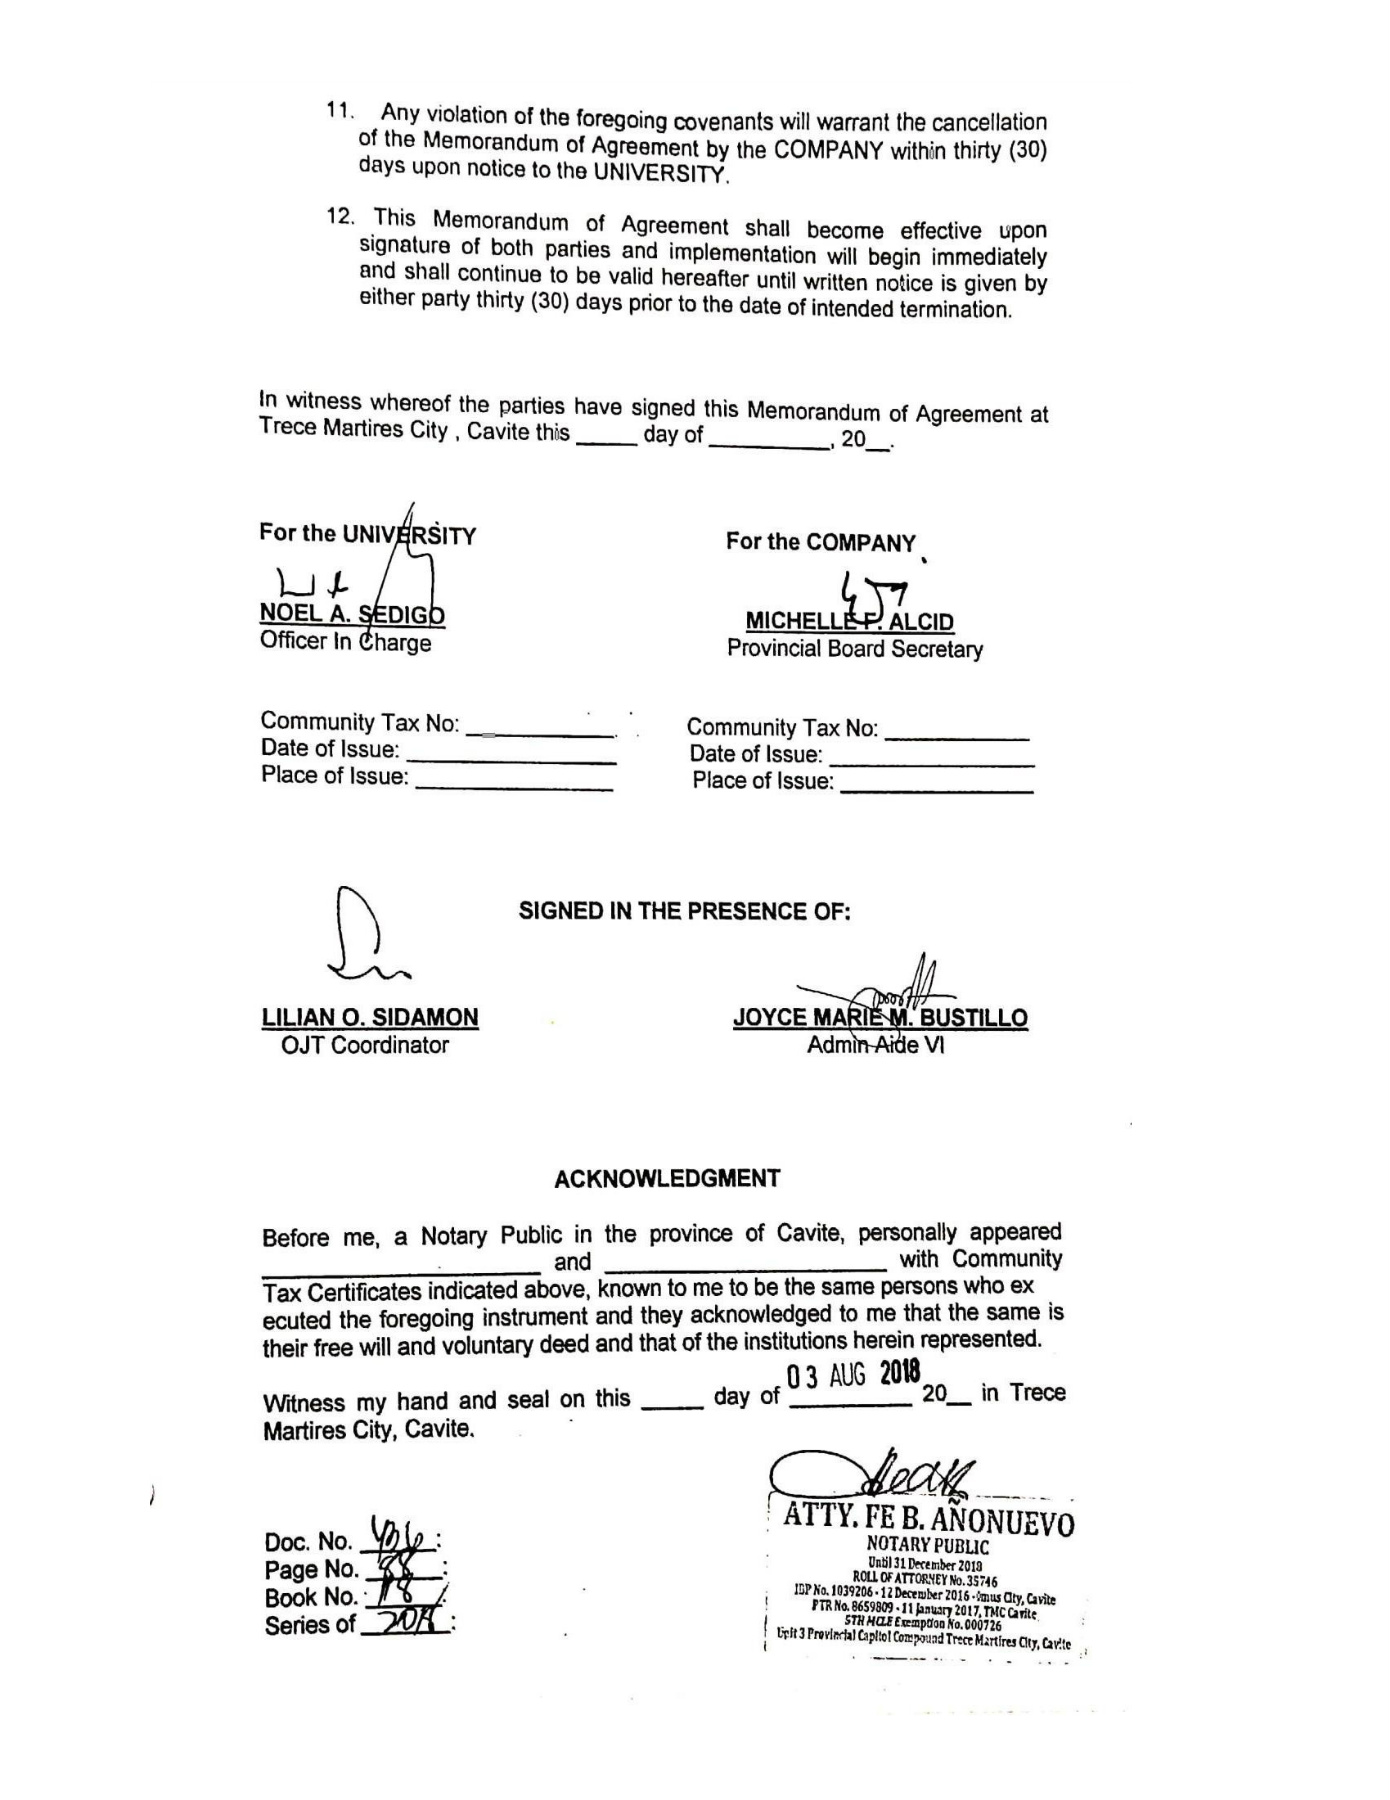 11. Any violation of the foregoing covenants will warrant the cancellation
of the Memorandum of Agreement by the COMPANY within thirty (30)
days upon notice to the UNIVERSITY.
12. This Memorandum of Agreement shall become effective upon
signature of both parties and implementation will begin immediately
and shall continue to be valid hereafter until written notice is given by
either party thirty (30) days prior to the date of intended termination.
In witness whereof the parties have signed this Memorandum of Agreement at
Trece Martires City , Cavite this _____ day of __________, 20__.
For the UNIVERSITY
For the COMPANY
NOEL A. SEDIGO
Officer In Charge
MICHELLE F. ALCID
Provincial Board Secretary
Community Tax No: ____________
Date of Issue: _________________
Place of Issue: ________________
Community Tax No: ____________
Date of Issue: _________________
Place of Issue: ________________
SIGNED IN THE PRESENCE OF:
LILIAN O. SIDAMON
OJT Coordinator
JOYCE MARIE M. BUSTILLO
Admin Aide VI
ACKNOWLEDGMENT
Before me, a Notary Public in the province of Cavite, personally appeared
_______________________ and _______________________ with Community
Tax Certificates indicated above, known to me to be the same persons who ex
ecuted the foregoing instrument and they acknowledged to me that the same is
their free will and voluntary deed and that of the institutions herein represented.
03 AUG 2018
Witness my hand and seal on this _____ day of __________ 20__ in Trece
Martires City, Cavite.
Doc. No.
Page No. 88
Book No. 18
Series of 2018
ATTY. FE B. AÑONUEVO
NOTARY PUBLIC
Until 31 December 2018
ROLL OF ATTORNEY No. 35746
IBP No. 1039206 - 12 December 2016 - Imus City, Cavite
PTR No. 8659809 - 11 January 2017, TMC Cavite
5TH MCLE Exemption No. 000726
Unit 3 Provincial Capitol Compound Trece Martires City, Cavite